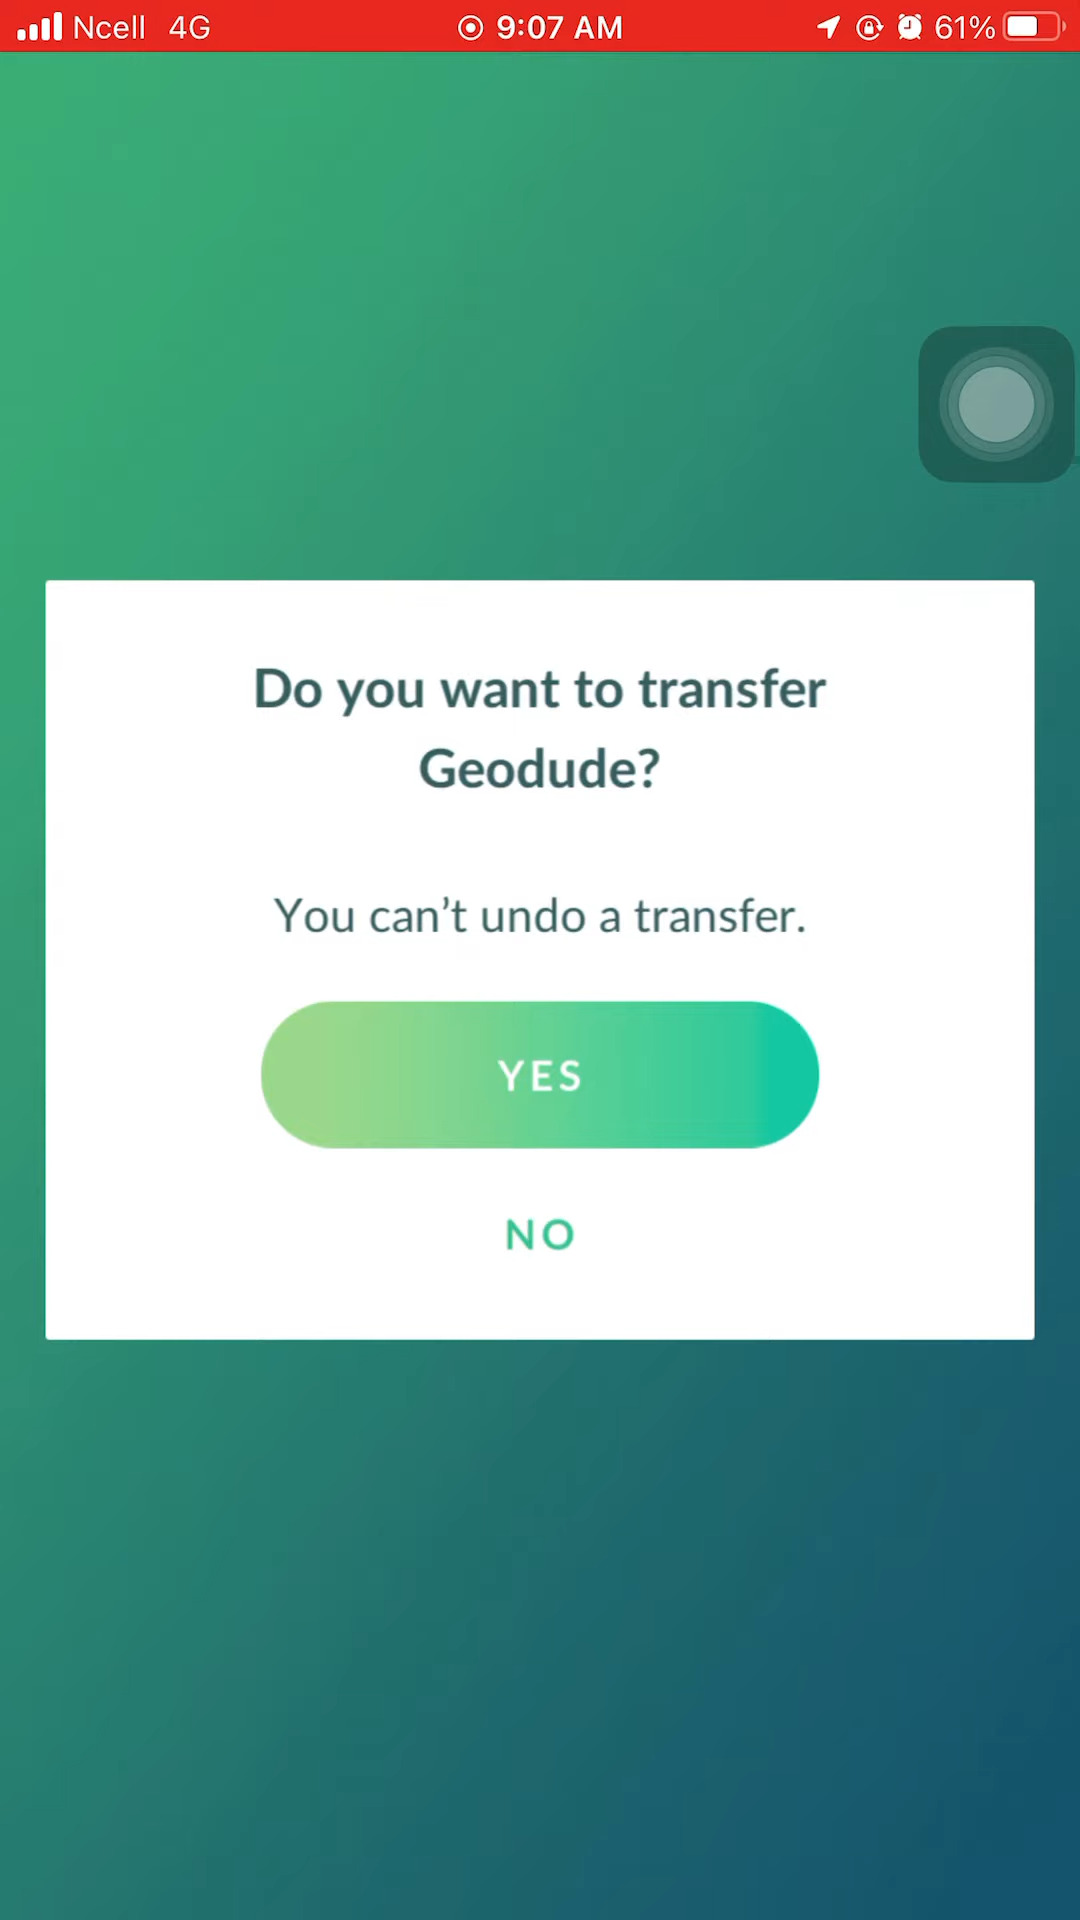 Ncell 4G 9:07 AM 61%
Do you want to transfer
Geodude?
You can’t undo a transfer.
YES
NO